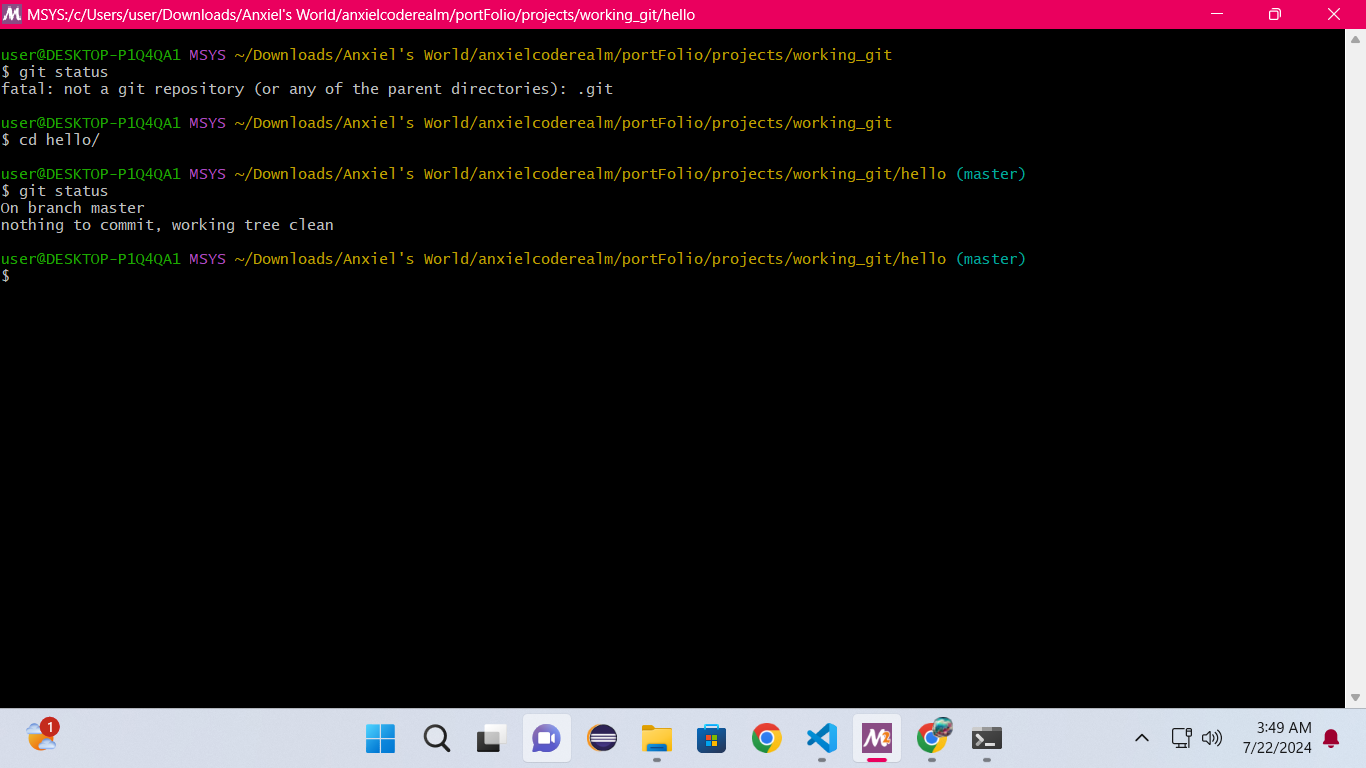 MSYS:/c/Users/user/Downloads/Anxiel's World/anxielcoderealm/portFolio/projects/working_git/hello
user@DESKTOP-P1Q4QA1 MSYS ~/Downloads/Anxiel's World/anxielcoderealm/portFolio/projects/working_git
$ git status
fatal: not a git repository (or any of the parent directories): .git
user@DESKTOP-P1Q4QA1 MSYS ~/Downloads/Anxiel's World/anxielcoderealm/portFolio/projects/working_git
$ cd hello/
user@DESKTOP-P1Q4QA1 MSYS ~/Downloads/Anxiel's World/anxielcoderealm/portFolio/projects/working_git/hello (master)
$ git status
On branch master
nothing to commit, working tree clean
user@DESKTOP-P1Q4QA1 MSYS ~/Downloads/Anxiel's World/anxielcoderealm/portFolio/projects/working_git/hello (master)
$
1
3:49 AM
7/22/2024